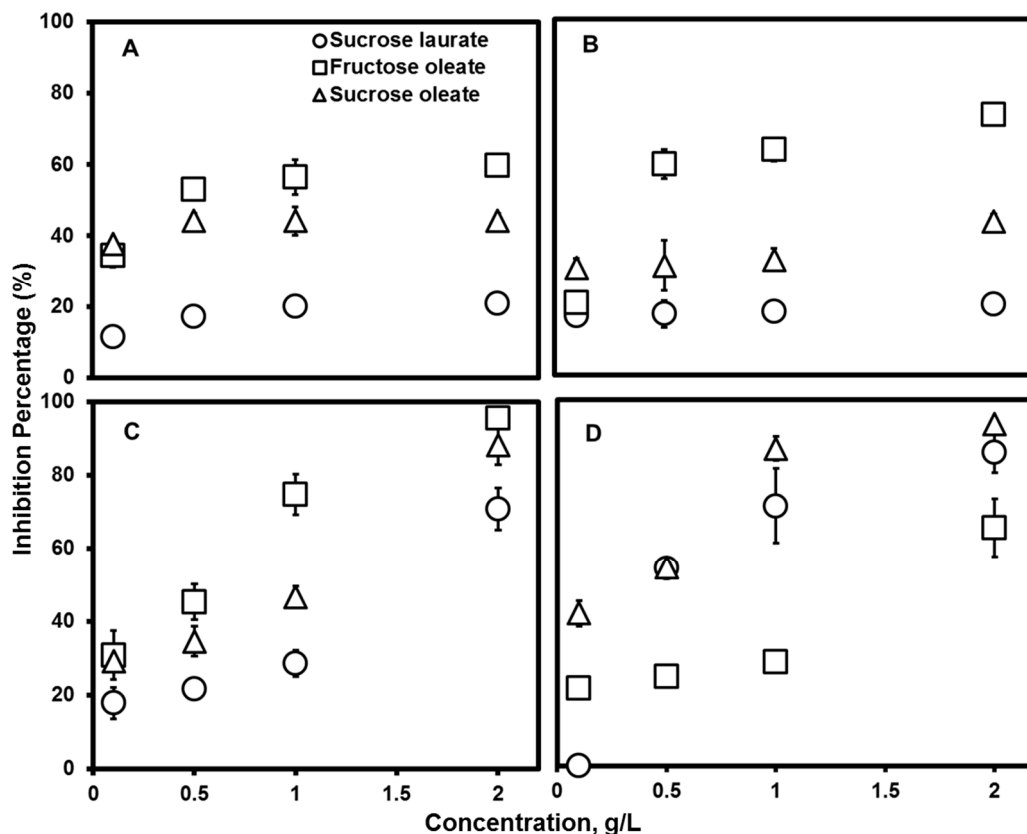 100
80
60
40
20
0
A
Sucrose laurate
Fructose oleate
Sucrose oleate
B
Inhibition Percentage (%)
100
80
60
40
20
0
C
D
0 0.5 1 1.5 2
0 0.5 1 1.5 2
Concentration, g/L